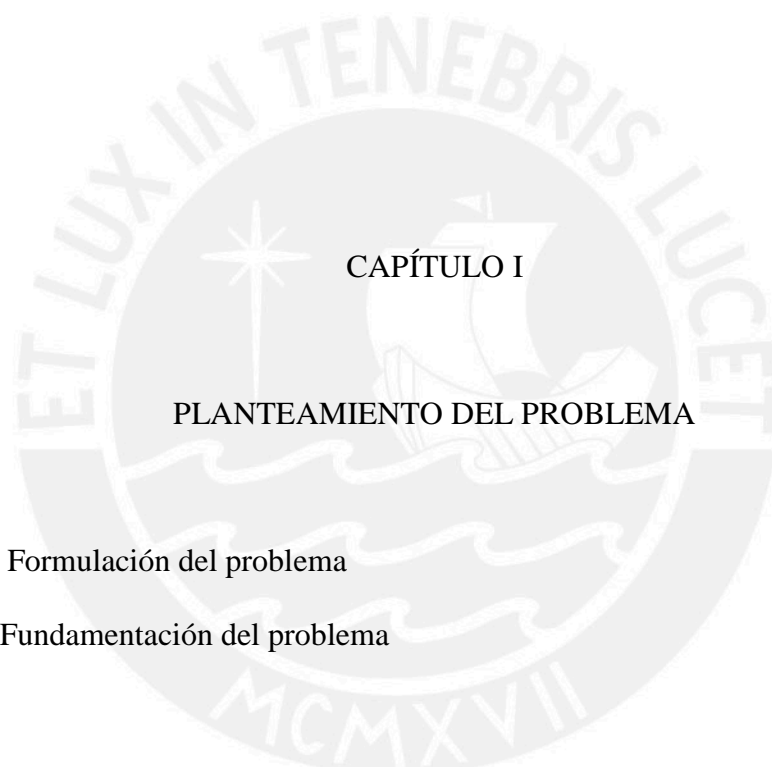 ET LUX IN TENEBRIS LUCET
CAPÍTULO I
PLANTEAMIENTO DEL PROBLEMA
Formulación del problema
Fundamentación del problema
MCMXVII